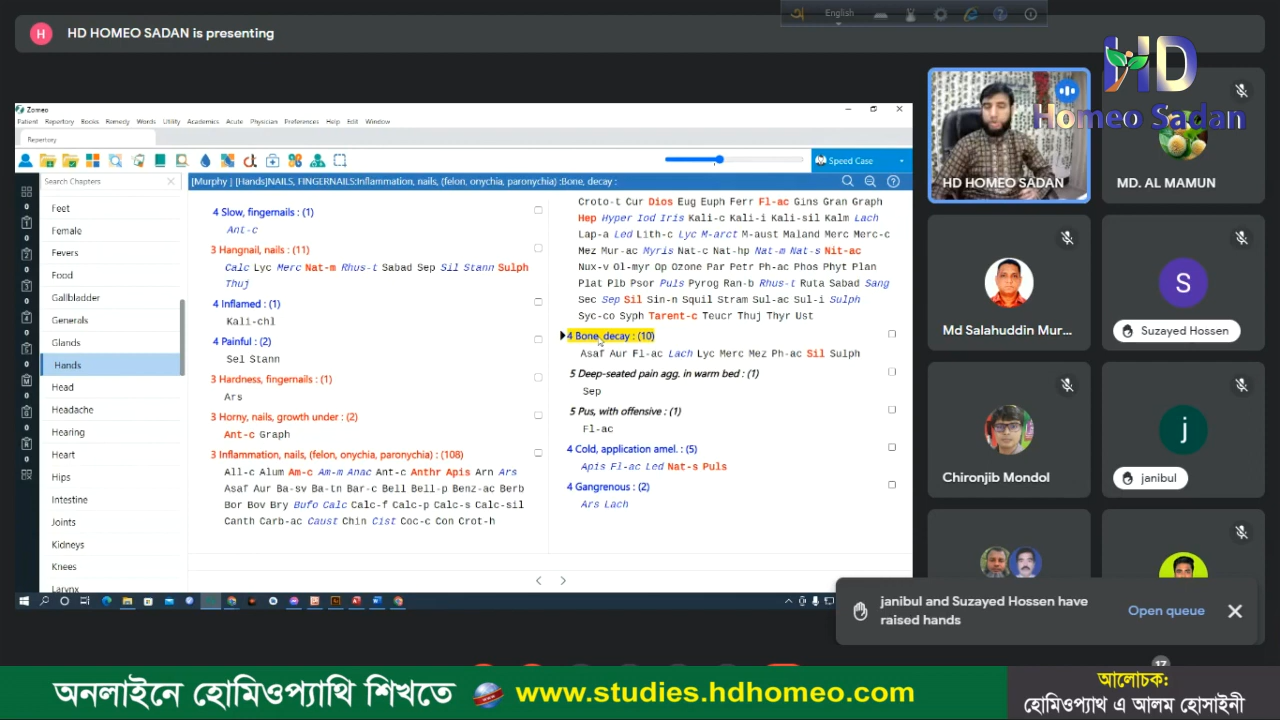 English
H
HD HOMEO SADAN is presenting
HD
Homeo Sadan
Zomeo
Patient Repertory Books Remedy Words Utility Academics Acute Physician Preferences Help Edit Window
Repertory
Speed Case
Search Chapters
[Murphy ] [Hands]NAILS, FINGERNAILS:Inflammation, nails, (felon, onychia, paronychia) :Bone, decay :
Feet
Female
Fevers
Food
Gallbladder
Generals
Glands
Hands
Head
Headache
Hearing
Heart
Hips
Intestine
Joints
Kidneys
Knees
Larynx
4 Slow, fingernails : (1)
Ant-c
3 Hangnail, nails : (11)
Calc Lyc Merc Nat-m Rhus-t Sabad Sep Sil Stann Sulph
Thuj
4 Inflamed : (1)
Kali-chl
4 Painful : (2)
Sel Stann
3 Hardness, fingernails : (1)
Ars
3 Horny, nails, growth under : (2)
Ant-c Graph
3 Inflammation, nails, (felon, onychia, paronychia) : (108)
All-c Alum Am-c Am-m Anac Ant-c Anthr Apis Arn Ars
Asaf Aur Ba-sv Ba-tn Bar-c Bell Bell-p Benz-ac Berb
Bor Bov Bry Bufo Calc Calc-f Calc-p Calc-s Calc-sil
Canth Carb-ac Caust Chin Cist Coc-c Con Crot-h
Croto-t Cur Dios Eug Euph Ferr Fl-ac Gins Gran Graph
Hep Hyper Iod Iris Kali-c Kali-i Kali-sil Kalm Lach
Lap-a Led Lith-c Lyc M-arct M-aust Maland Merc Merc-c
Mez Mur-ac Myris Nat-c Nat-hp Nat-m Nat-s Nit-ac
Nux-v Ol-myr Op Ozone Par Petr Ph-ac Phos Phyt Plan
Plat Plb Psor Puls Pyrog Ran-b Rhus-t Ruta Sabad Sang
Sec Sep Sil Sin-n Squil Stram Sul-ac Sul-i Sulph
Syc-co Syph Tarent-c Teucr Thuj Thyr Ust
4 Bone, decay : (10)
Asaf Aur Fl-ac Lach Lyc Merc Mez Ph-ac Sil Sulph
5 Deep-seated pain agg. in warm bed : (1)
Sep
5 Pus, with offensive : (1)
Fl-ac
4 Cold, application amel. : (5)
Apis Fl-ac Led Nat-s Puls
4 Gangrenous : (2)
Ars Lach
HD HOMEO SADAN
MD. AL MAMUN
Md Salahuddin Mur...
S
Suzayed Hossen
Chironjib Mondol
j
janibul
janibul and Suzayed Hossen have
raised hands
Open queue
17
অনলাইনে হোমিওপ্যাথি শিখতে
www.studies.hdhomeo.com
আলোচক:
হোমিওপ্যাথ এ আলম হোসাইনী